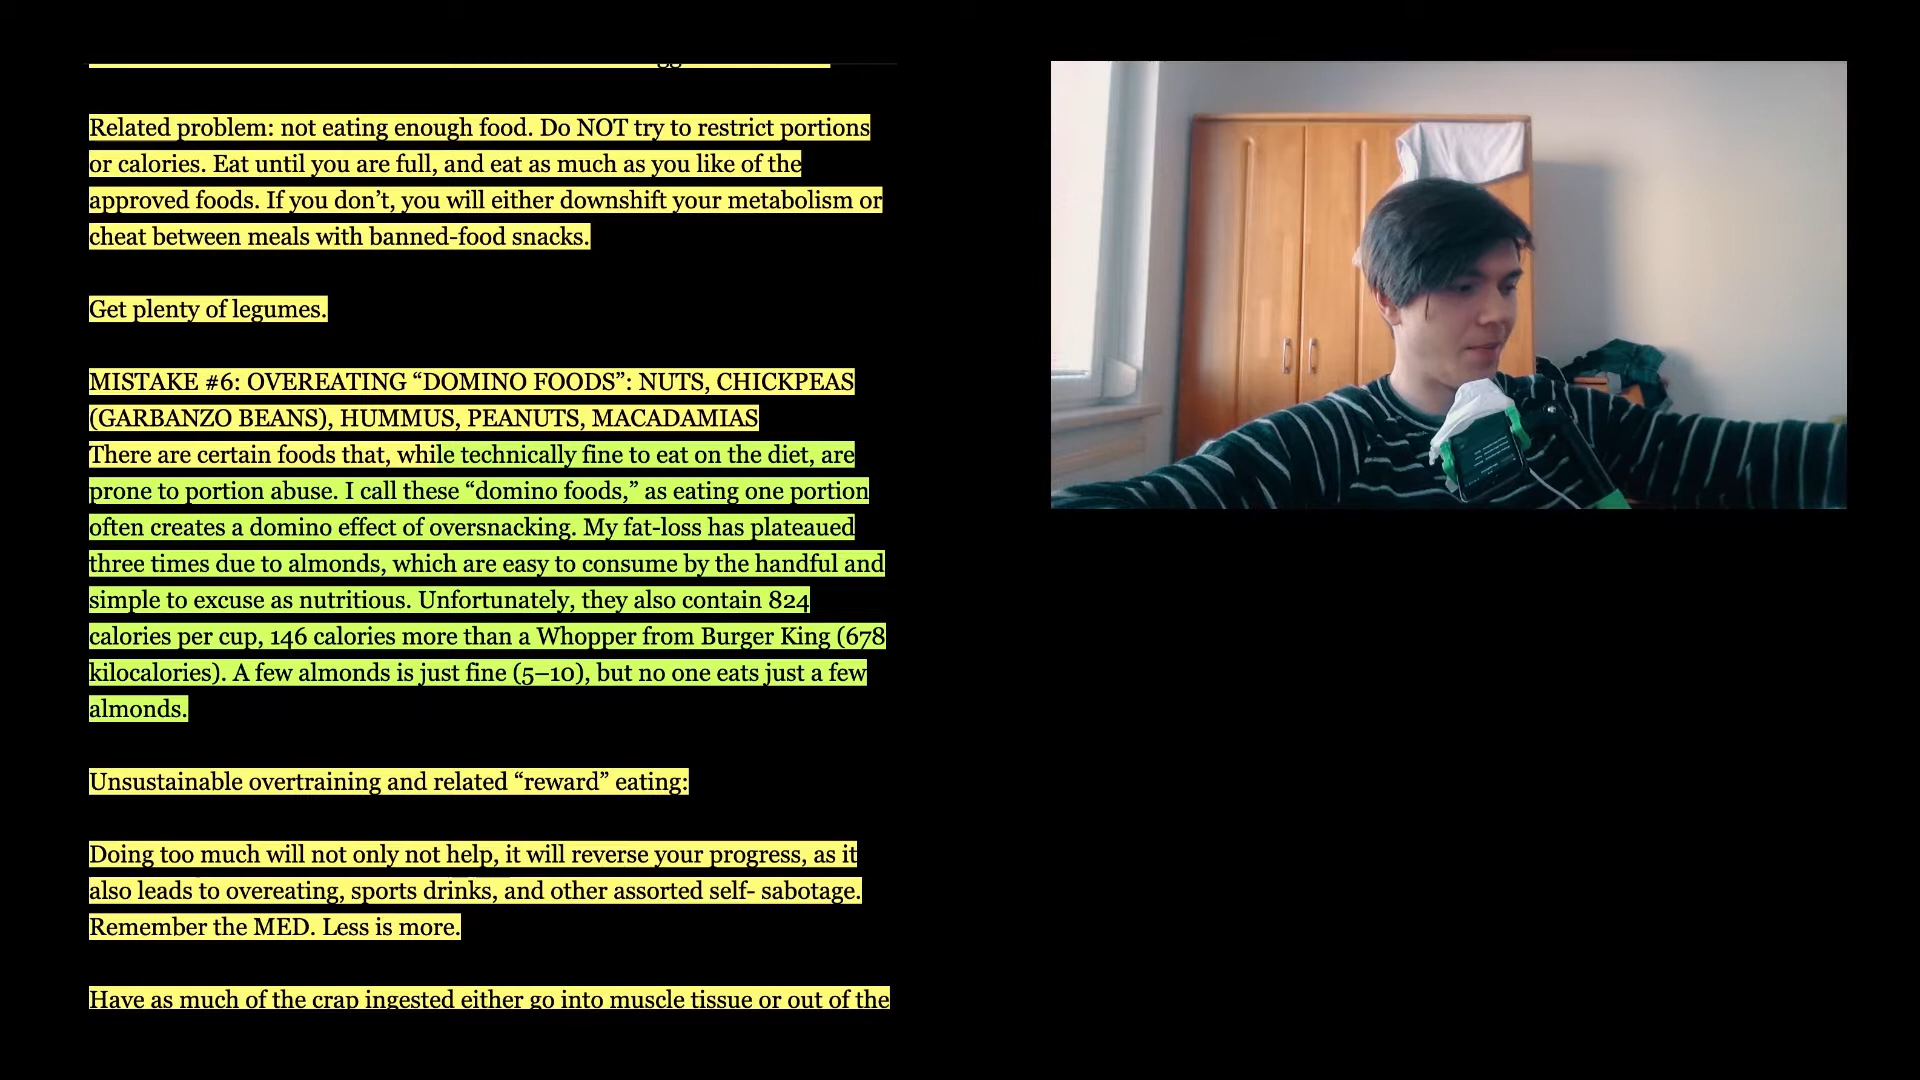 Related problem: not eating enough food. Do NOT try to restrict portions
or calories. Eat until you are full, and eat as much as you like of the
approved foods. If you don’t, you will either downshift your metabolism or
cheat between meals with banned-food snacks.
Get plenty of legumes.
MISTAKE #6: OVEREATING “DOMINO FOODS”: NUTS, CHICKPEAS
(GARBANZO BEANS), HUMMUS, PEANUTS, MACADAMIAS
There are certain foods that, while technically fine to eat on the diet, are
prone to portion abuse. I call these “domino foods,” as eating one portion
often creates a domino effect of oversnacking. My fat-loss has plateaued
three times due to almonds, which are easy to consume by the handful and
simple to excuse as nutritious. Unfortunately, they also contain 824
calories per cup, 146 calories more than a Whopper from Burger King (678
kilocalories). A few almonds is just fine (5–10), but no one eats just a few
almonds.
Unsustainable overtraining and related “reward” eating:
Doing too much will not only not help, it will reverse your progress, as it
also leads to overeating, sports drinks, and other assorted self- sabotage.
Remember the MED. Less is more.
Have as much of the crap ingested either go into muscle tissue or out of the